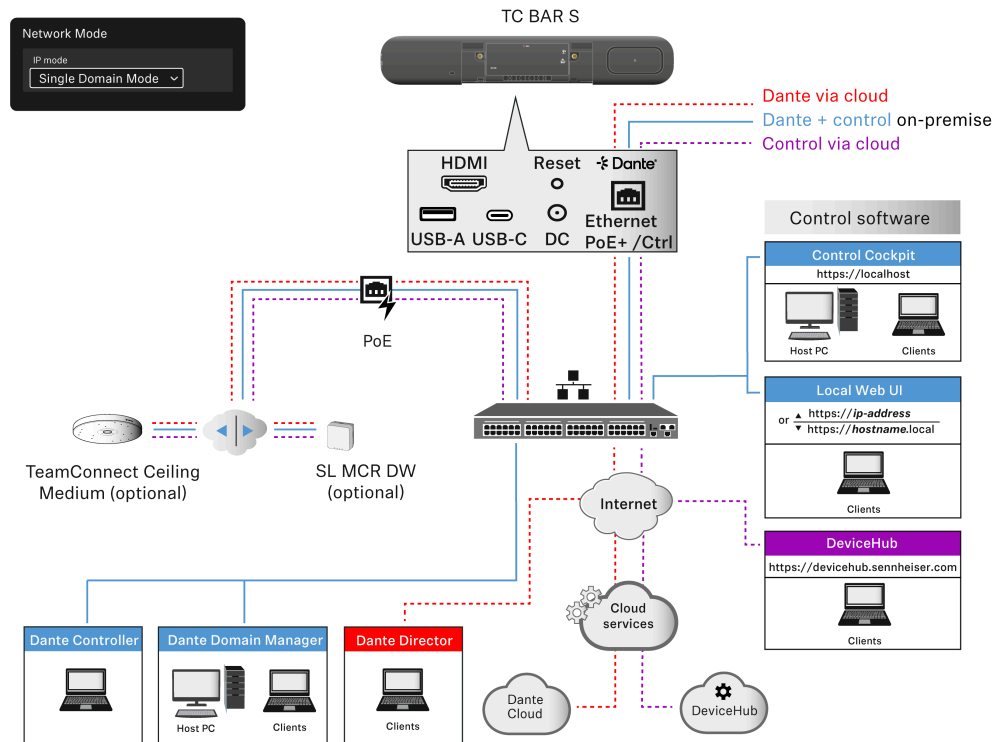 TC BAR S
Network Mode
IP mode
Single Domain Mode
Dante via cloud
Dante + control on-premise
Control via cloud
HDMI
Reset
Dante
USB-A
USB-C
DC
Ethernet
PoE+ /Ctrl
Control software
Control Cockpit
https://localhost
Host PC
Clients
PoE
Local Web UI
or
https://ip-address
https://hostname.local
Clients
TeamConnect Ceiling
Medium (optional)
SL MCR DW
(optional)
Internet
DeviceHub
https://devicehub.sennheiser.com
Clients
Cloud
services
Dante Controller
Dante Domain Manager
Host PC
Clients
Dante Director
Clients
Dante
Cloud
DeviceHub